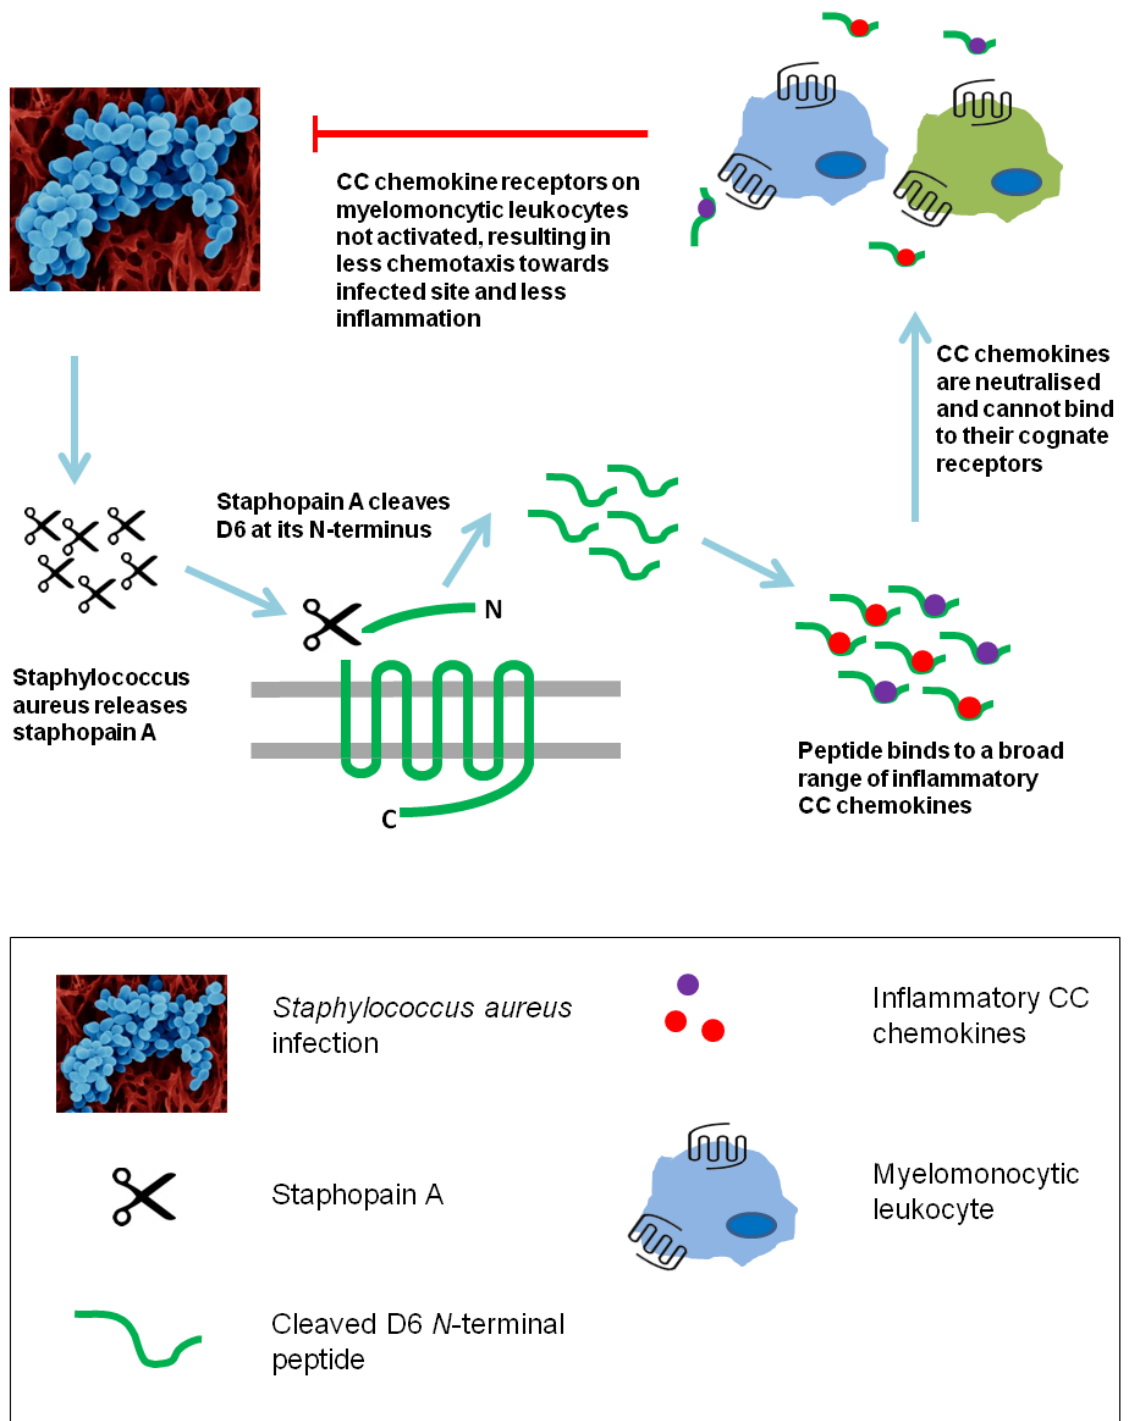 CC chemokine receptors on
myelomoncytic leukocytes
not activated, resulting in
less chemotaxis towards
infected site and less
inflammation
CC chemokines
are neutralised
and cannot bind
to their cognate
receptors
Staphopain A cleaves
D6 at its N-terminus
N
Staphylococcus
aureus releases
staphopain A
C
Peptide binds to a broad
range of inflammatory
CC chemokines
Staphylococcus aureus
infection
Inflammatory CC
chemokines
Staphopain A
Myelomonocytic
leukocyte
Cleaved D6 N-terminal
peptide